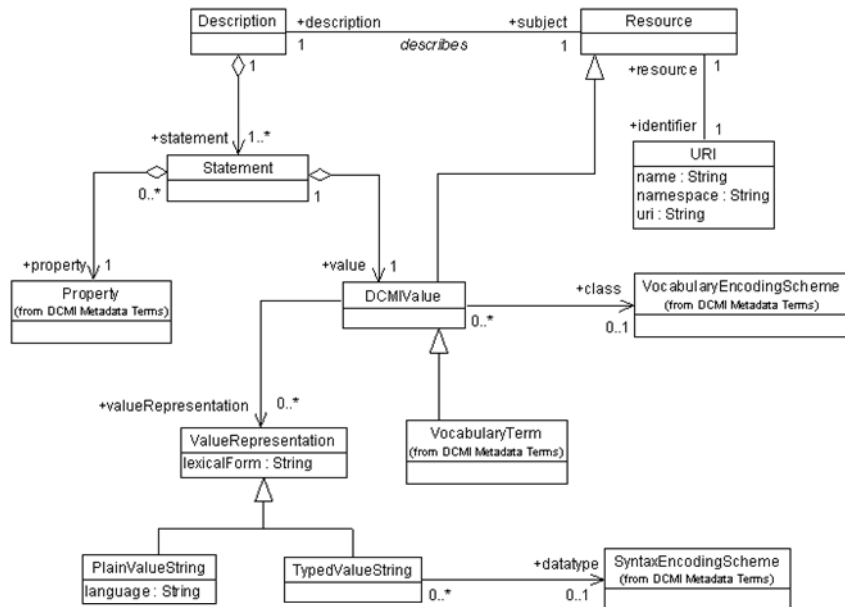 Description
+description
+subject
Resource
1
describes
1
1
1
+resource
+statement
1..*
+identifier
1
Statement
URI
0..*
1
name : String
namespace : String
uri : String
+property
1
+value
1
Property
(from DCMI Metadata Terms)
DCMIValue
+class
VocabularyEncodingScheme
(from DCMI Metadata Terms)
0..*
0..1
+valueRepresentation
0..*
ValueRepresentation
lexicalForm : String
VocabularyTerm
(from DCMI Metadata Terms)
PlainValueString
language : String
TypedValueString
+datatype
SyntaxEncodingScheme
(from DCMI Metadata Terms)
0..*
0..1